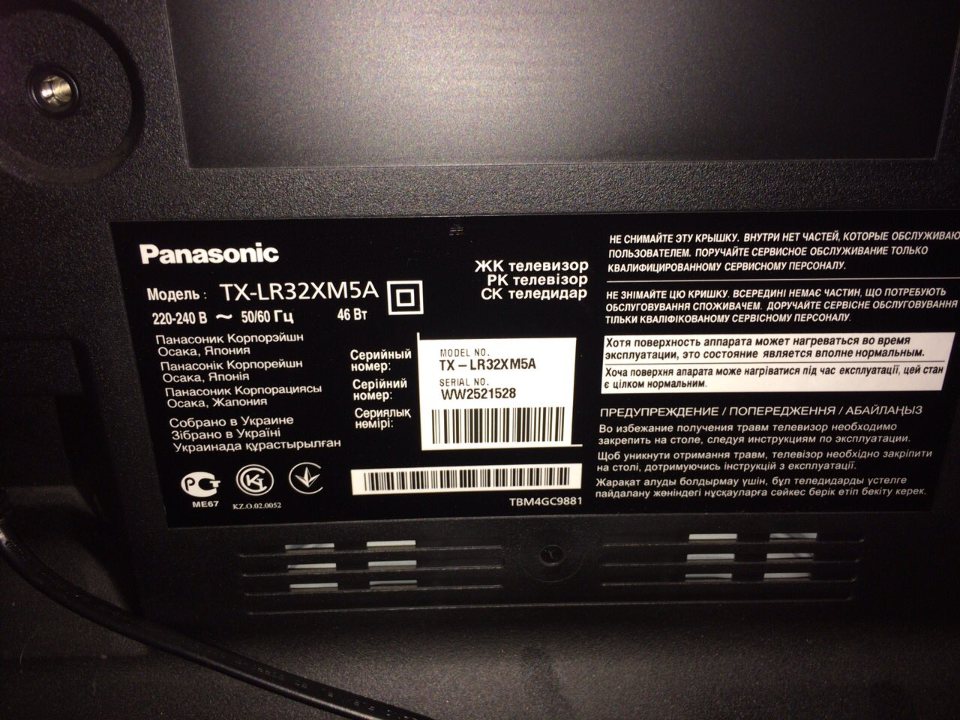 Panasonic
Модель : TX-LR32XM5A
220-240 В ~ 50/60 Гц 46 Вт
ЖК телевизор
РК телевізор
СК теледидар
Панасоник Корпорэйшн
Осака, Япония
Панасонік Корпорейшн
Осака, Японія
Панасоник Корпорациясы
Осака, Жапония
Собрано в Украине
Зібрано в Україні
Украинада құрастырылған
Серийный
номер:
Серійний
номер:
Сериялық
нөмірі:
MODEL NO.
TX – LR32XM5A
SERIAL NO.
WW2521528
РСТ
ME67
KZ.O.02.0052
TBM4GC9881
НЕ СНИМАЙТЕ ЭТУ КРЫШКУ. ВНУТРИ НЕТ ЧАСТЕЙ, КОТОРЫЕ ОБСЛУЖИВАЮ
ПОЛЬЗОВАТЕЛЕМ. ПОРУЧАЙТЕ СЕРВИСНОЕ ОБСЛУЖИВАНИЕ ТОЛЬКО
КВАЛИФИЦИРОВАННОМУ СЕРВИСНОМУ ПЕРСОНАЛУ.
НЕ ЗНІМАЙТЕ ЦЮ КРИШКУ. ВСЕРЕДИНІ НЕМАЄ ЧАСТИН, ЩО ПОТРЕБУЮТЬ
ОБСЛУГОВУВАННЯ СПОЖИВАЧЕМ. ДОРУЧАЙТЕ СЕРВІСНЕ ОБСЛУГОВУВАННЯ
ТІЛЬКИ КВАЛІФІКОВАНОМУ СЕРВІСНОМУ ПЕРСОНАЛУ.
Хотя поверхность аппарата может нагреваться во время
эксплуатации, это состояние является вполне нормальным.
Хоча поверхня апарата може нагріватися під час експлуатації, цей стан
є цілком нормальним.
ПРЕДУПРЕЖДЕНИЕ / ПОПЕРЕДЖЕННЯ / АБАЙЛАҢЫЗ
Во избежание получения травм телевизор необходимо
закрепить на столе, следуя инструкциям по эксплуатации.
Щоб уникнути отримання травм, телевізор необхідно закріпити
на столі, дотримуючись інструкцій з експлуатації.
Жарақат алуды болдырмау үшін, бұл теледидарды үстелге
пайдалану жөніндегі нұсқауларға сәйкес берік етіп бекіту керек.